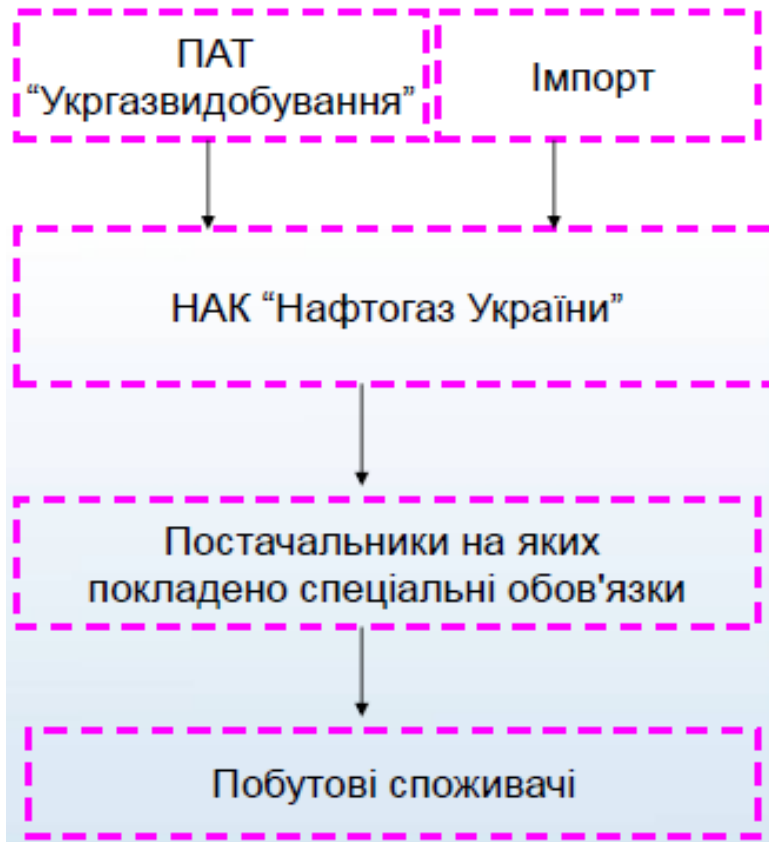 ПАТ
“Укргазвидобування”
Імпорт
НАК “Нафтогаз України”
Постачальники на яких
покладено спеціальні обов'язки
Побутові споживачі